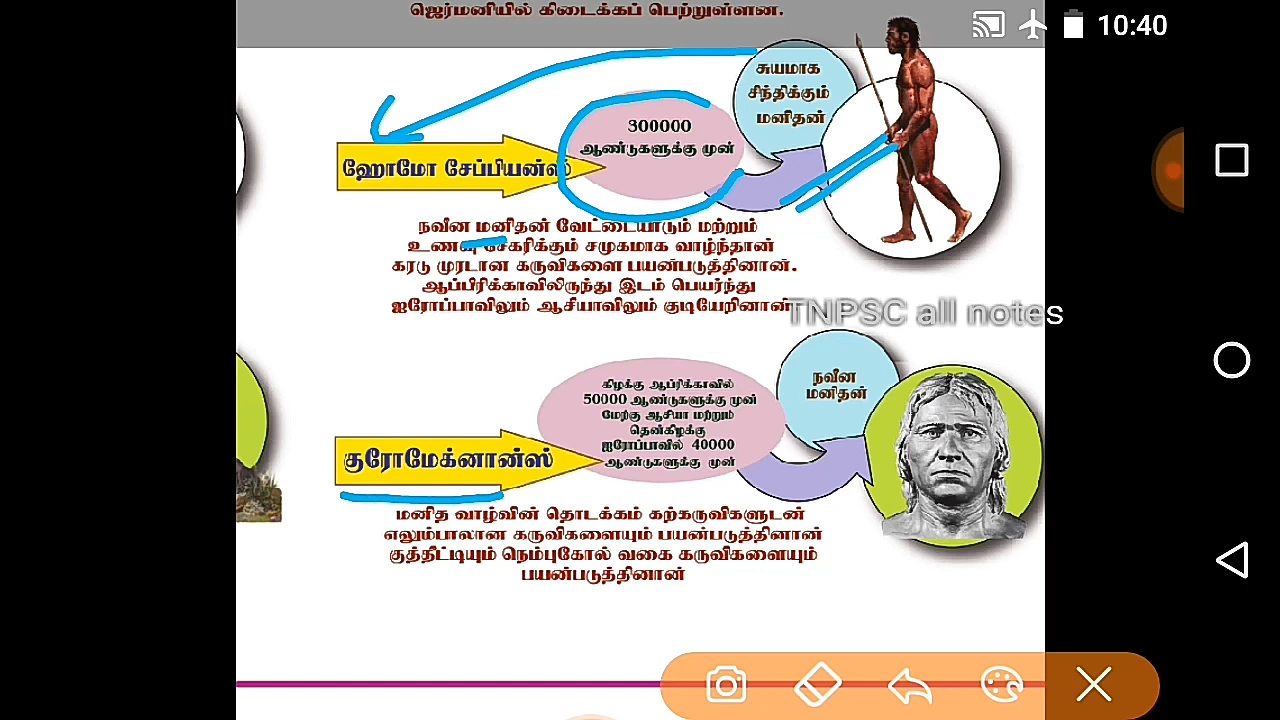 ஜெர்மனியில் கிடைக்கப் பெற்றுள்ளன.
10:40
சுயமாக
சிந்திக்கும்
மனிதன்
300000
ஆண்டுகளுக்கு முன்
ஹோமோ சேப்பியன்ஸ்
நவீன மனிதன் வேட்டையாடும் மற்றும்
உணவு சேகரிக்கும் சமுகமாக வாழ்ந்தான்
கரடு முரடான கருவிகளை பயன்படுத்தினான்.
ஆப்பிரிக்காவிலிருந்து இடம் பெயர்ந்து
ஐரோப்பாவிலும் ஆசியாவிலும் குடியேறினான்
TNPSC all notes
நவீன
மனிதன்
கிழக்கு ஆப்ரிக்காவில்
50000 ஆண்டுகளுக்கு முன்
மேற்கு ஆசியா மற்றும்
தென்கிழக்கு
ஐரோப்பாவில் 40000
ஆண்டுகளுக்கு முன்
குரோமேக்னான்ஸ்
மனித வாழ்வின் தொடக்கம் கற்கருவிகளுடன்
எலும்பாலான கருவிகளையும் பயன்படுத்தினான்
குத்தீட்டியும் நெம்புகோல் வகை கருவிகளையும்
பயன்படுத்தினான்